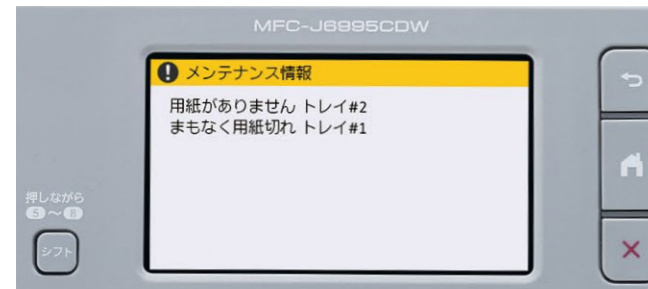 MFC-J6995CDW
メンテナンス情報
用紙がありません トレイ#2
まもなく用紙切れ トレイ#1
押しながら
5～8
シフト